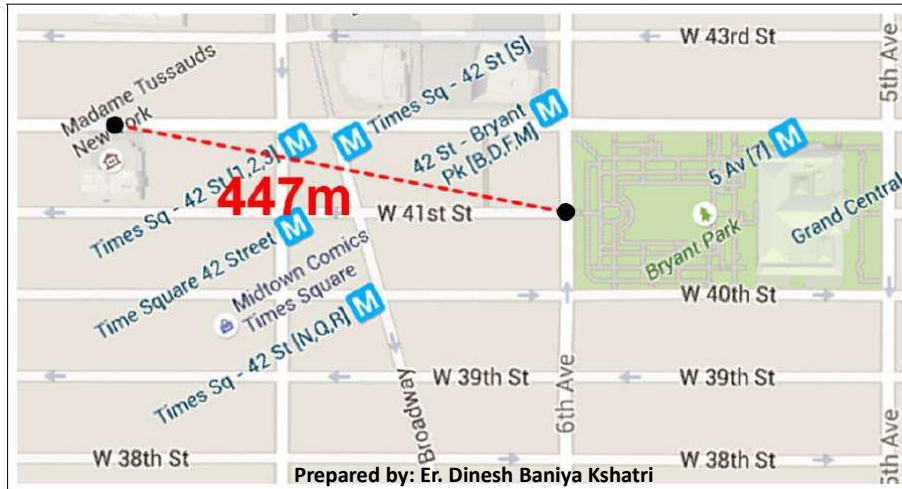 W 43rd St
5th Ave
Madame Tussauds
New York
Times Sq - 42 St [S]
42 St - Bryant
Pk [B,D,F,M]
5 Av [7]
Times Sq - 42 St [1,2,3]
447m
W 41st St
Grand Central
Bryant Park
Time Square 42 Street
Midtown Comics
Times Square
W 40th St
Times Sq - 42 St [N,Q,R]
Broadway
W 39th St
6th Ave
W 39th St
5th Ave
W 38th St
W 38th St
Prepared by: Er. Dinesh Baniya Kshatri